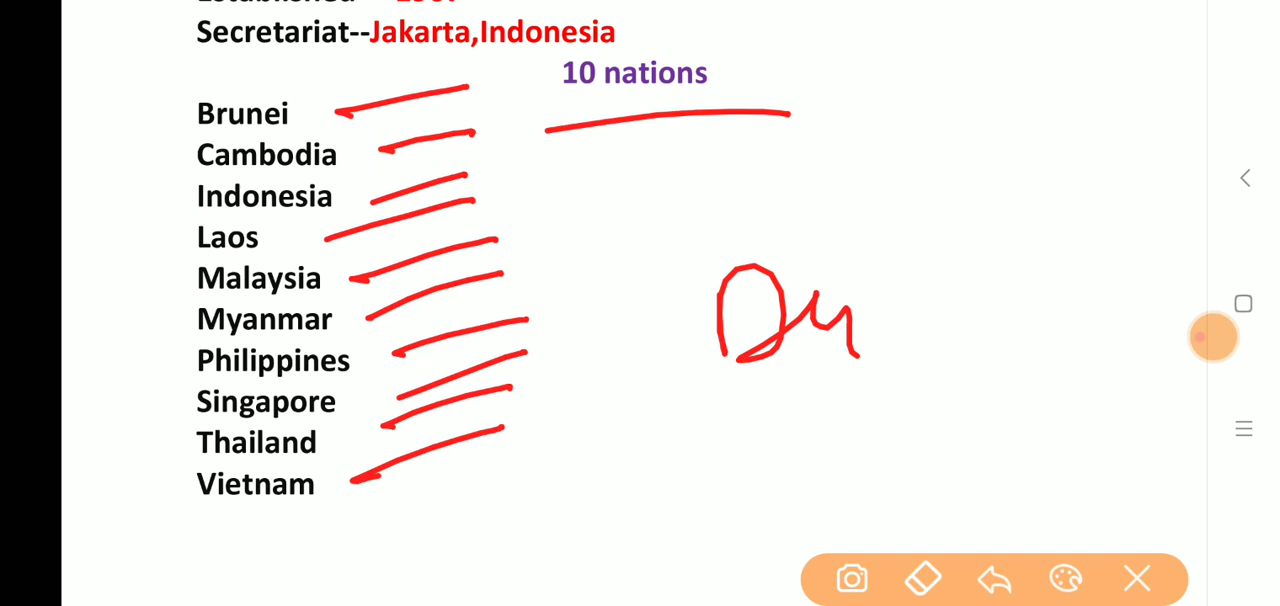 Secretariat--Jakarta,Indonesia
10 nations
Brunei
Cambodia
Indonesia
Laos
Malaysia
Myanmar
Philippines
Singapore
Thailand
Vietnam